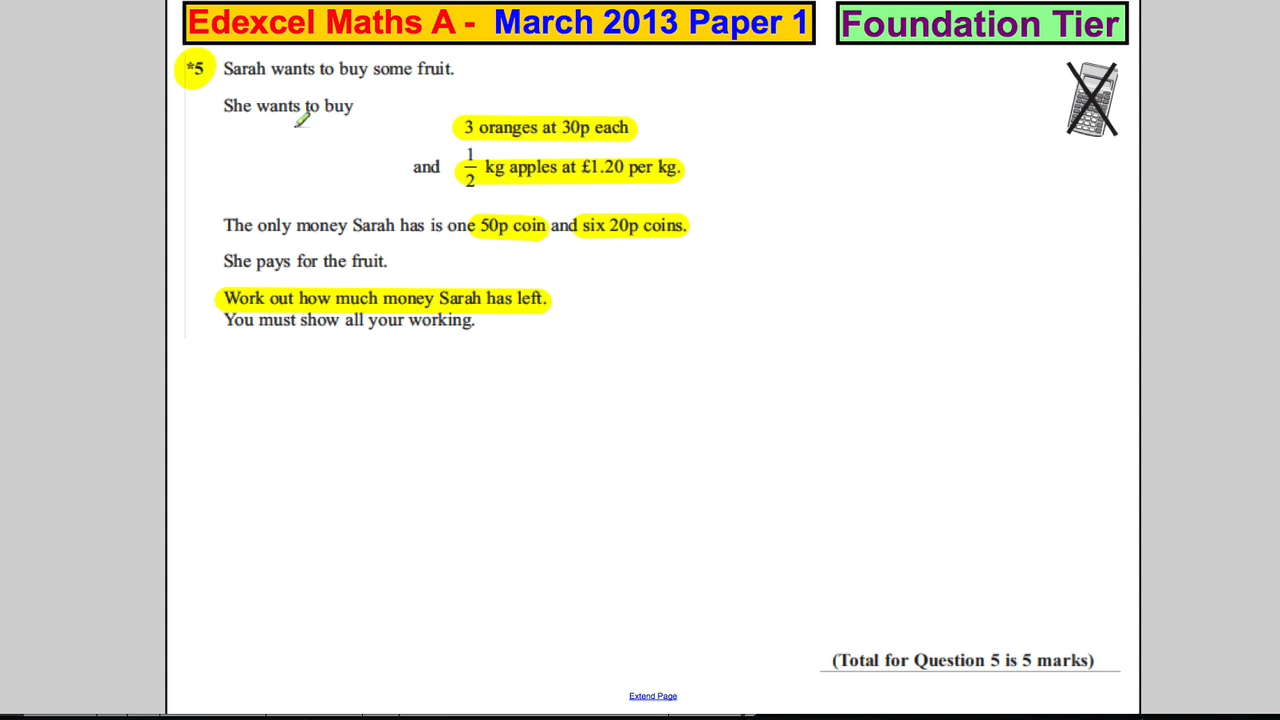 Edexcel Maths A - March 2013 Paper 1
Foundation Tier
*5 Sarah wants to buy some fruit.
She wants to buy
3 oranges at 30p each
and 1/2 kg apples at £1.20 per kg.
The only money Sarah has is one 50p coin and six 20p coins.
She pays for the fruit.
Work out how much money Sarah has left.
You must show all your working.
(Total for Question 5 is 5 marks)
Extend Page